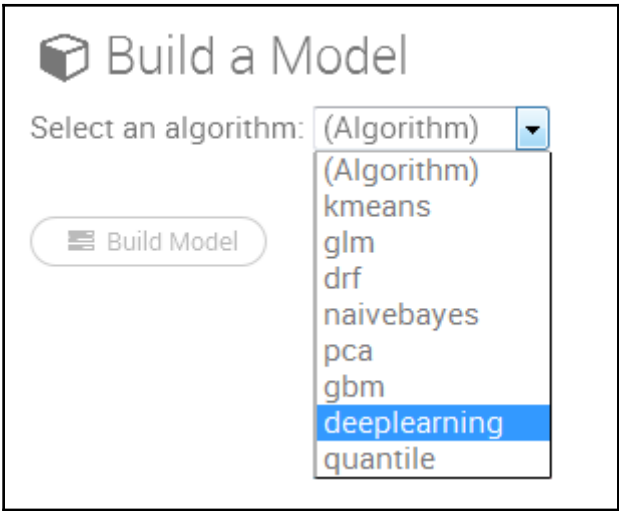 Build a Model
Select an algorithm: (Algorithm)
(Algorithm)
kmeans
glm
Build Model
drf
naivebayes
pca
gbm
deeplearning
quantile